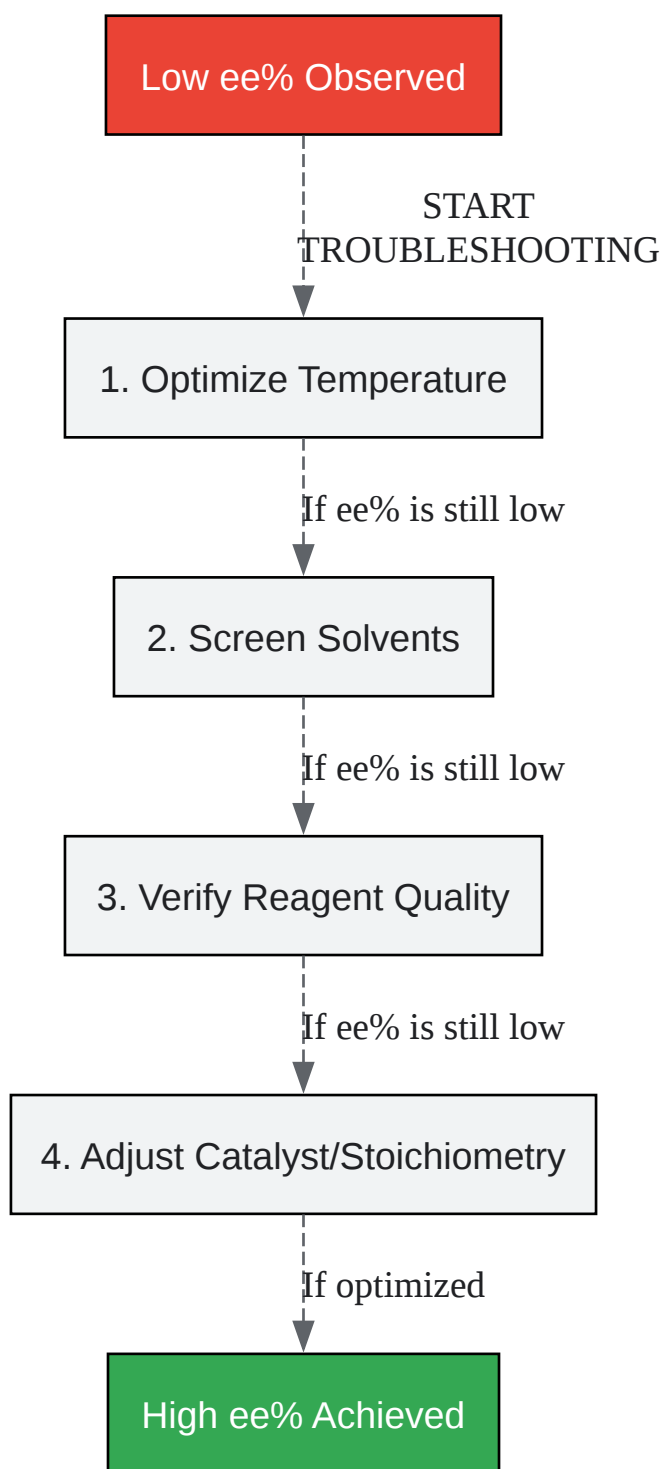 Low ee% Observed
START
TROUBLESHOOTING
1. Optimize Temperature
If ee% is still low
2. Screen Solvents
If ee% is still low
3. Verify Reagent Quality
If ee% is still low
4. Adjust Catalyst/Stoichiometry
If optimized
High ee% Achieved